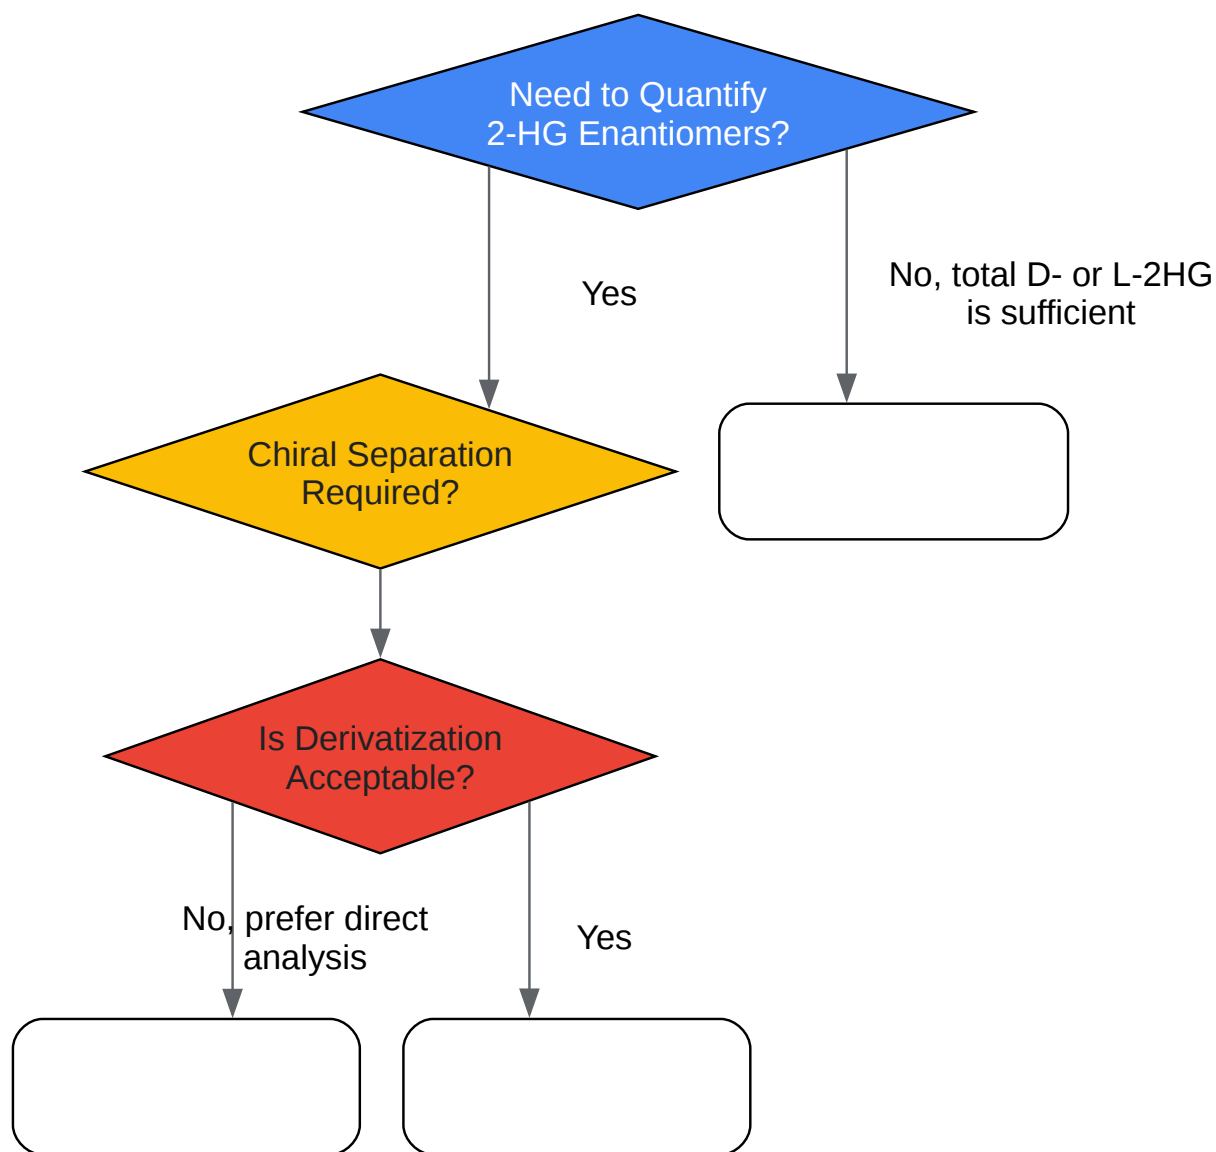 Need to Quantify
2-HG Enantiomers?
Yes
No, total D- or L-2HG
is sufficient
Chiral Separation
Required?
Is Derivatization
Acceptable?
No, prefer direct
analysis
Yes